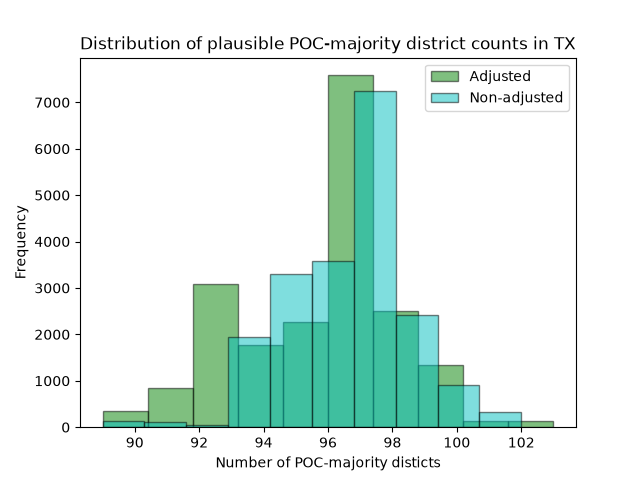 Distribution of plausible POC-majority district counts in TX
Adjusted
Non-adjusted
Frequency
7000
6000
5000
4000
3000
2000
1000
0
90 92 94 96 98 100 102
Number of POC-majority disticts